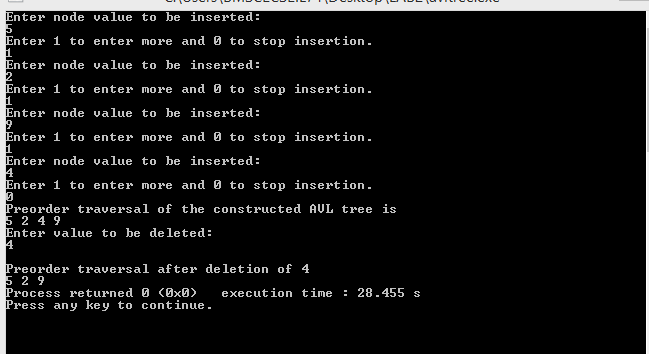 Enter node value to be inserted:
5
Enter 1 to enter more and 0 to stop insertion.
1
Enter node value to be inserted:
2
Enter 1 to enter more and 0 to stop insertion.
1
Enter node value to be inserted:
9
Enter 1 to enter more and 0 to stop insertion.
1
Enter node value to be inserted:
4
Enter 1 to enter more and 0 to stop insertion.
0
Preorder traversal of the constructed AVL tree is
5 2 4 9
Enter value to be deleted:
4
Preorder traversal after deletion of 4
5 2 9
Process returned 0 (0x0)   execution time : 28.455 s
Press any key to continue.